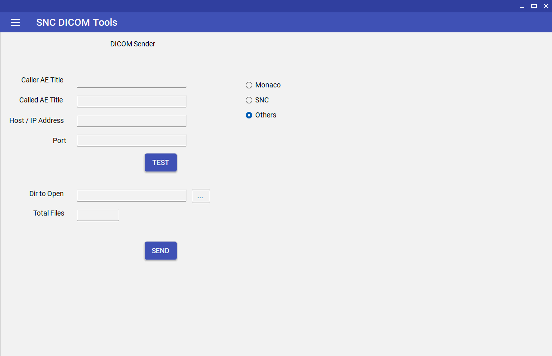 SNC DICOM Tools
DICOM Sender
Caller AE Title
Monaco
Called AE Title
SNC
Host / IP Address
Others
Port
TEST
Dir to Open
...
Total Files
SEND